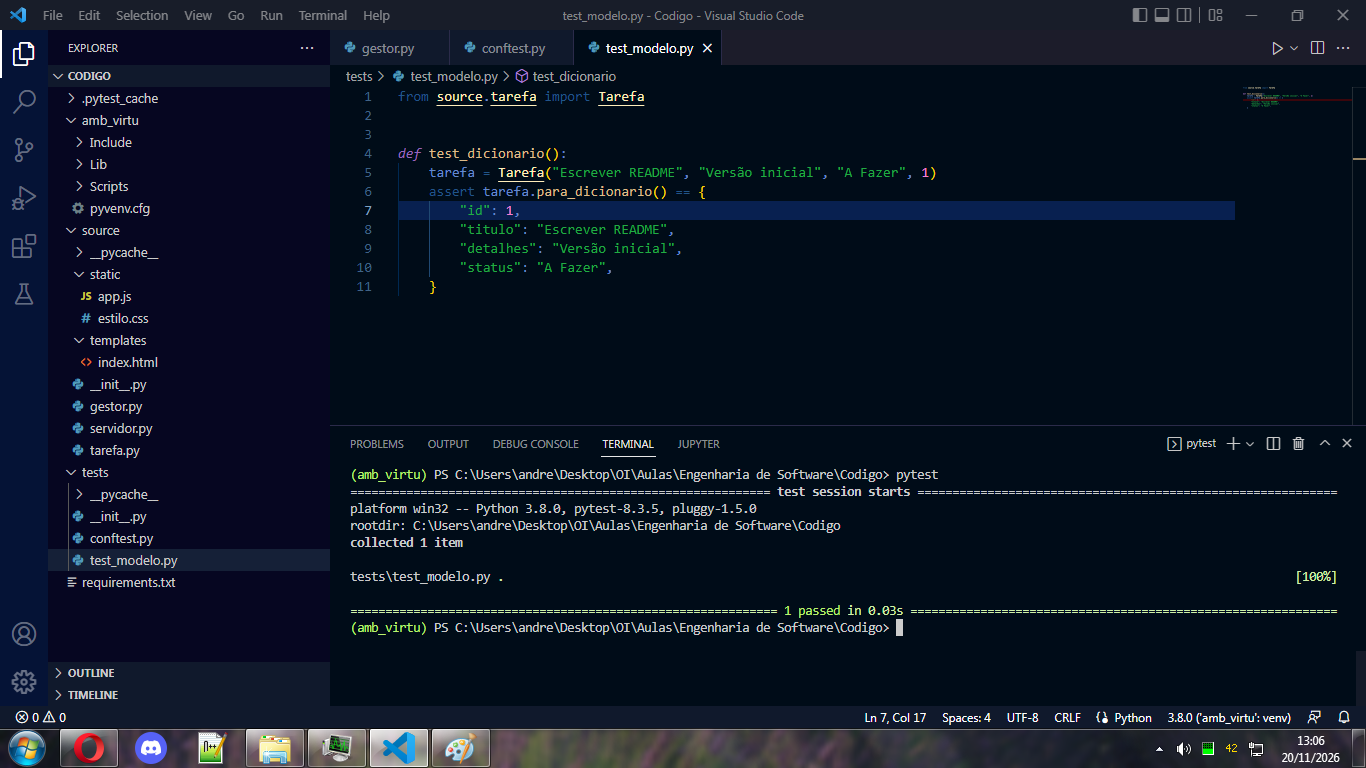 File Edit Selection View Go Run Terminal Help
test_modelo.py - Codigo - Visual Studio Code
EXPLORER
CODIGO
.pytest_cache
amb_virtu
Include
Lib
Scripts
pyvenv.cfg
source
__pycache__
static
JS app.js
# estilo.css
templates
<> index.html
__init__.py
gestor.py
servidor.py
tarefa.py
tests
__pycache__
__init__.py
conftest.py
test_modelo.py
requirements.txt
OUTLINE
TIMELINE
gestor.py
conftest.py
test_modelo.py
tests > test_modelo.py > test_dicionario
1 from source.tarefa import Tarefa
2
3
4 def test_dicionario():
5     tarefa = Tarefa("Escrever README", "Versão inicial", "A Fazer", 1)
6     assert tarefa.para_dicionario() == {
7         "id": 1,
8         "titulo": "Escrever README",
9         "detalhes": "Versão inicial",
10         "status": "A Fazer",
11     }
PROBLEMS OUTPUT DEBUG CONSOLE TERMINAL JUPYTER
pytest
(amb_virtu) PS C:\Users\andre\Desktop\OI\Aulas\Engenharia de Software\Codigo> pytest
============ test session starts ============
platform win32 -- Python 3.8.0, pytest-8.3.5, pluggy-1.5.0
rootdir: C:\Users\andre\Desktop\OI\Aulas\Engenharia de Software\Codigo
collected 1 item
tests\test_modelo.py . [100%]
============ 1 passed in 0.03s ============
(amb_virtu) PS C:\Users\andre\Desktop\OI\Aulas\Engenharia de Software\Codigo>
0 0
Ln 7, Col 17 Spaces: 4 UTF-8 CRLF Python 3.8.0 ('amb_virtu': venv)
N++
42
13:06
20/11/2026